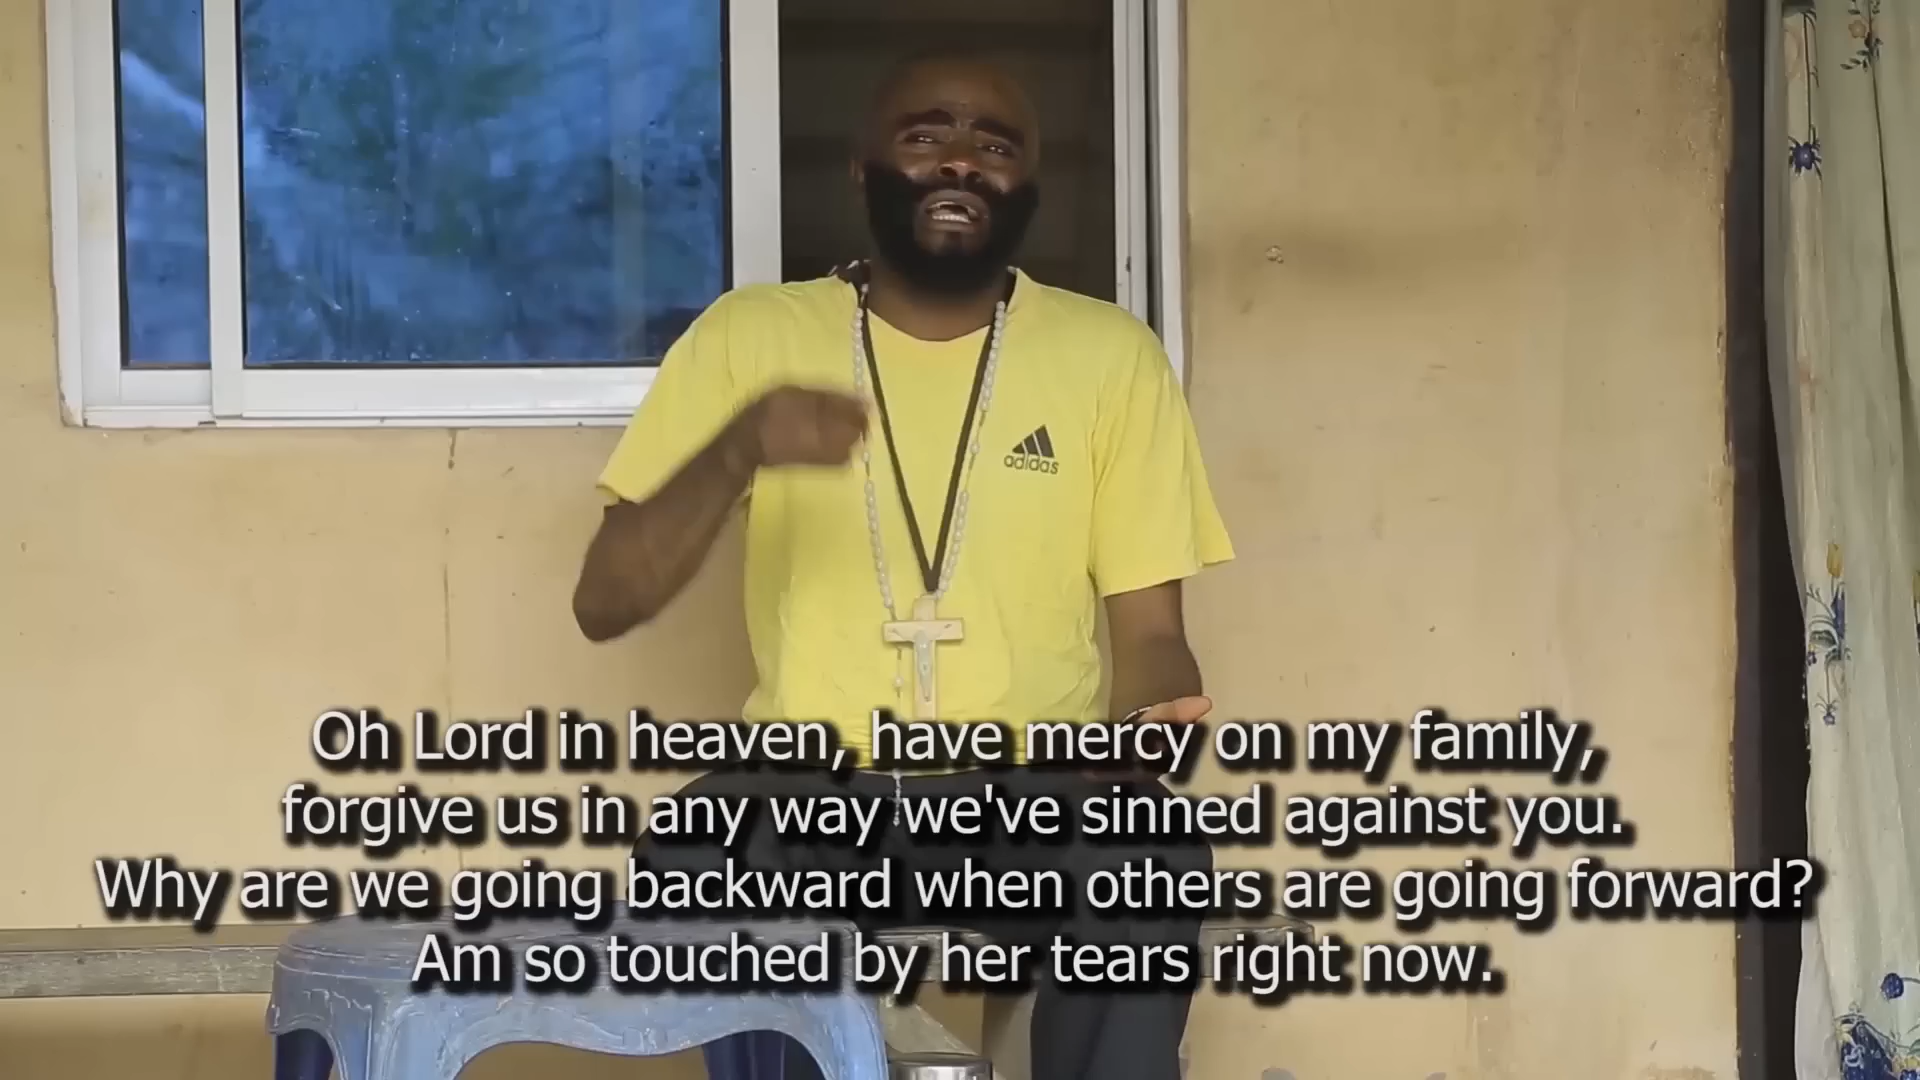 adidas
Oh Lord in heaven, have mercy on my family,
forgive us in any way we've sinned against you.
Why are we going backward when others are going forward?
Am so touched by her tears right now.